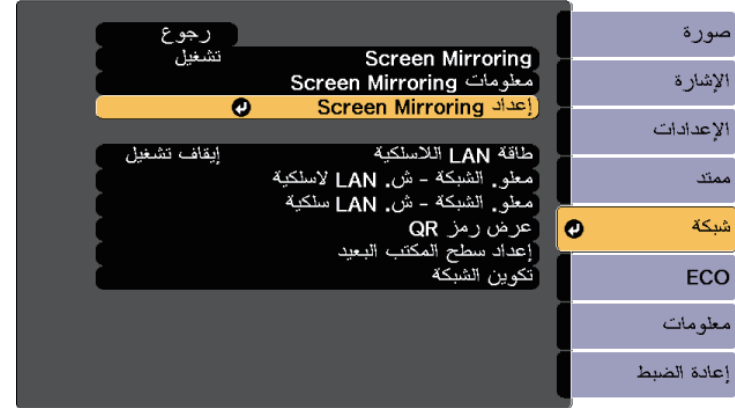 صورة
الإشارة
الإعدادات
ممتد
شبكة
ECO
معلومات
إعادة الضبط
رجوع
Screen Mirroring تشغيل
معلومات Screen Mirroring
إعداد Screen Mirroring
طاقة LAN اللاسلكية إيقاف تشغيل
معلو. الشبكة - ش. LAN لاسلكية
معلو. الشبكة - ش. LAN سلكية
عرض رمز QR
إعداد سطح المكتب البعيد
تكوين الشبكة